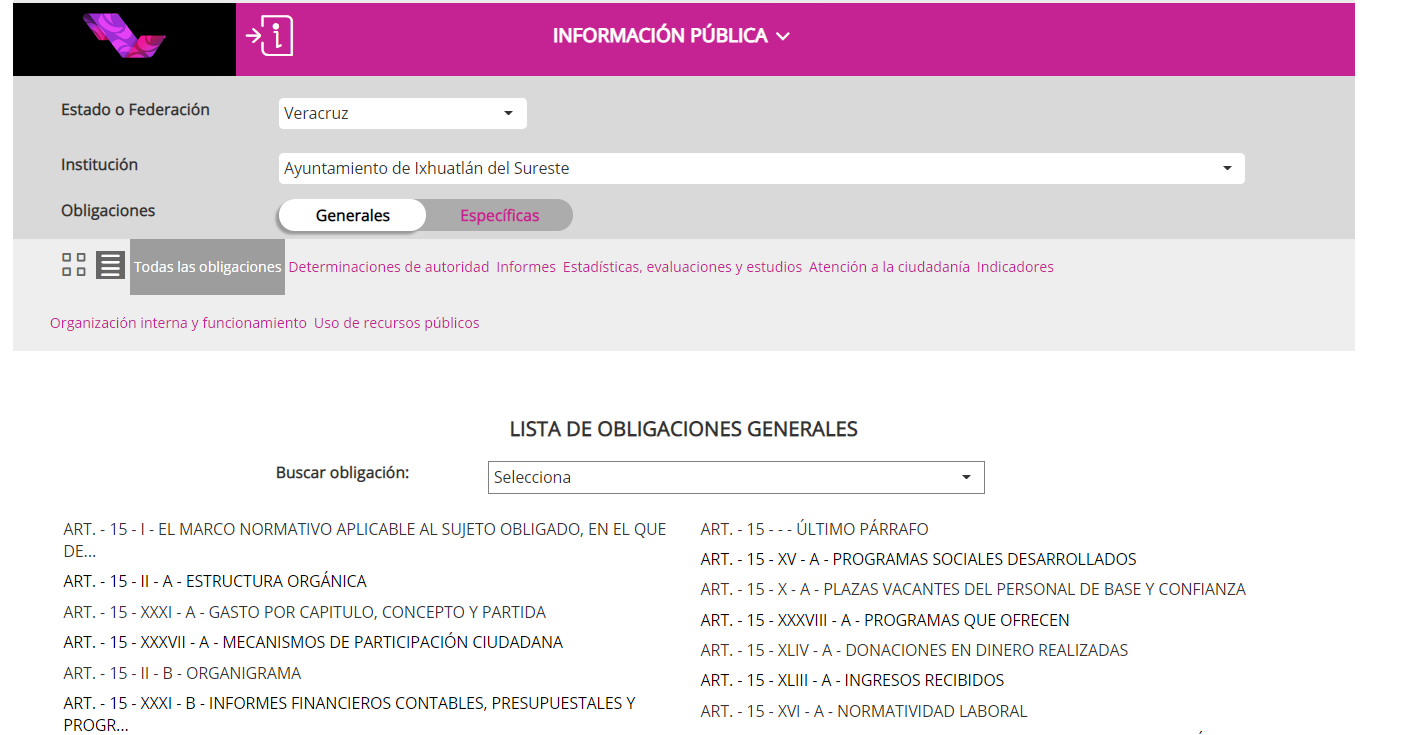 INFORMACIÓN PÚBLICA
Estado o Federación
Veracruz
Institución
Ayuntamiento de Ixhuatlán del Sureste
Obligaciones
Generales
Específicas
Todas las obligaciones
Determinaciones de autoridad
Informes
Estadísticas, evaluaciones y estudios
Atención a la ciudadanía
Indicadores
Organización interna y funcionamiento
Uso de recursos públicos
LISTA DE OBLIGACIONES GENERALES
Buscar obligación:
Selecciona
ART. - 15 - I - EL MARCO NORMATIVO APLICABLE AL SUJETO OBLIGADO, EN EL QUE
DE...
ART. - 15 - II - A - ESTRUCTURA ORGÁNICA
ART. - 15 - XXXI - A - GASTO POR CAPITULO, CONCEPTO Y PARTIDA
ART. - 15 - XXXVII - A - MECANISMOS DE PARTICIPACIÓN CIUDADANA
ART. - 15 - II - B - ORGANIGRAMA
ART. - 15 - XXXI - B - INFORMES FINANCIEROS CONTABLES, PRESUPUESTALES Y
PROGR...
ART. - 15 - - - ÚLTIMO PÁRRAFO
ART. - 15 - XV - A - PROGRAMAS SOCIALES DESARROLLADOS
ART. - 15 - X - A - PLAZAS VACANTES DEL PERSONAL DE BASE Y CONFIANZA
ART. - 15 - XXXVIII - A - PROGRAMAS QUE OFRECEN
ART. - 15 - XLIV - A - DONACIONES EN DINERO REALIZADAS
ART. - 15 - XLIII - A - INGRESOS RECIBIDOS
ART. - 15 - XVI - A - NORMATIVIDAD LABORAL